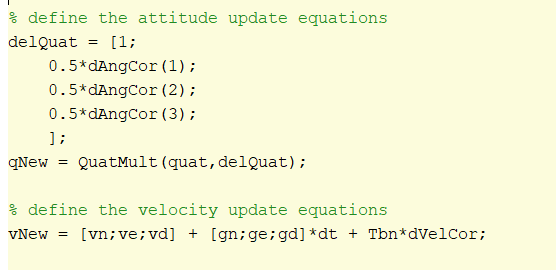 % define the attitude update equations
delQuat = [1;
    0.5*dAngCor(1);
    0.5*dAngCor(2);
    0.5*dAngCor(3);
    ];
qNew = QuatMult(quat,delQuat);

% define the velocity update equations
vNew = [vn;ve;vd] + [gn;ge;gd]*dt + Tbn*dVelCor;